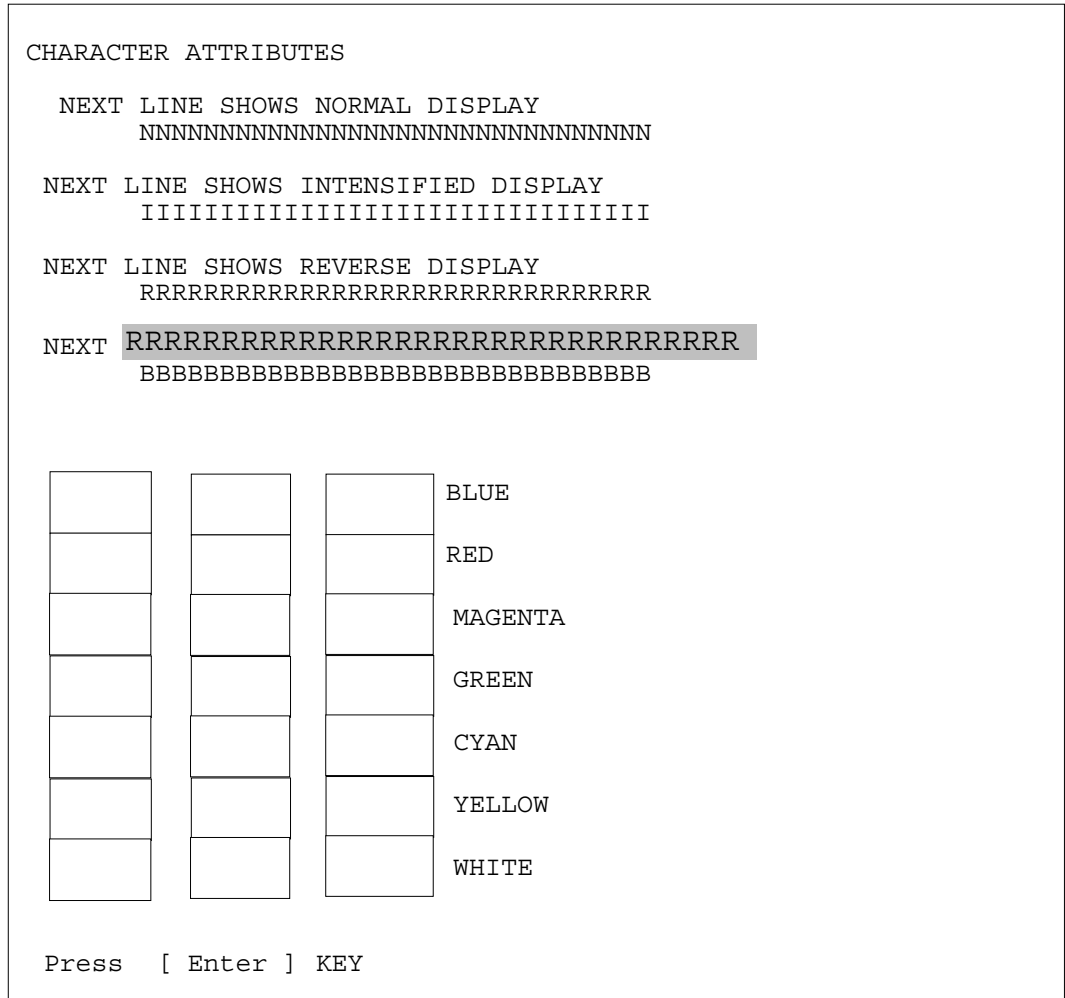 CHARACTER ATTRIBUTES
NEXT LINE SHOWS NORMAL DISPLAY
NNNNNNNNNNNNNNNNNNNNNNNNNNNNNNNN
NEXT LINE SHOWS INTENSIFIED DISPLAY
IIIIIIIIIIIIIIIIIIIIIIIIIIIIIIII
NEXT LINE SHOWS REVERSE DISPLAY
RRRRRRRRRRRRRRRRRRRRRRRRRRRRRRRR
NEXT RRRRRRRRRRRRRRRRRRRRRRRRRRRRRRRR
BBBBBBBBBBBBBBBBBBBBBBBBBBBBBBBB
BLUE
RED
MAGENTA
GREEN
CYAN
YELLOW
WHITE
Press [ Enter ] KEY